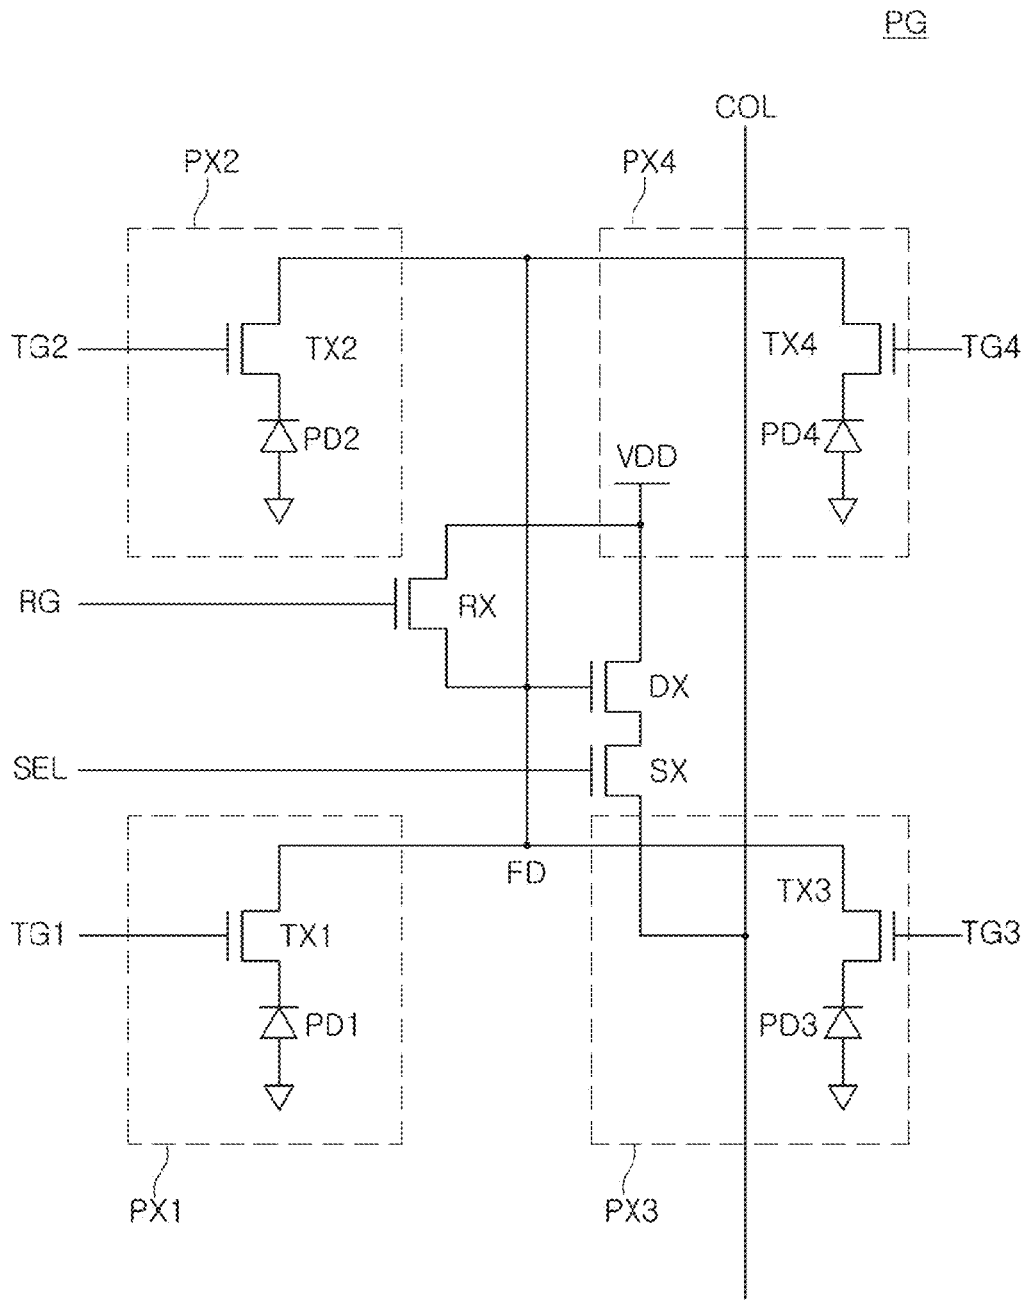 PG
COL
PX2
PX4
TG2
TX2
TX4
TG4
PD2
PD4
VDD
RG
RX
DX
SEL
SX
FD
TX3
TG1
TX1
TG3
PD1
PD3
PX1
PX3